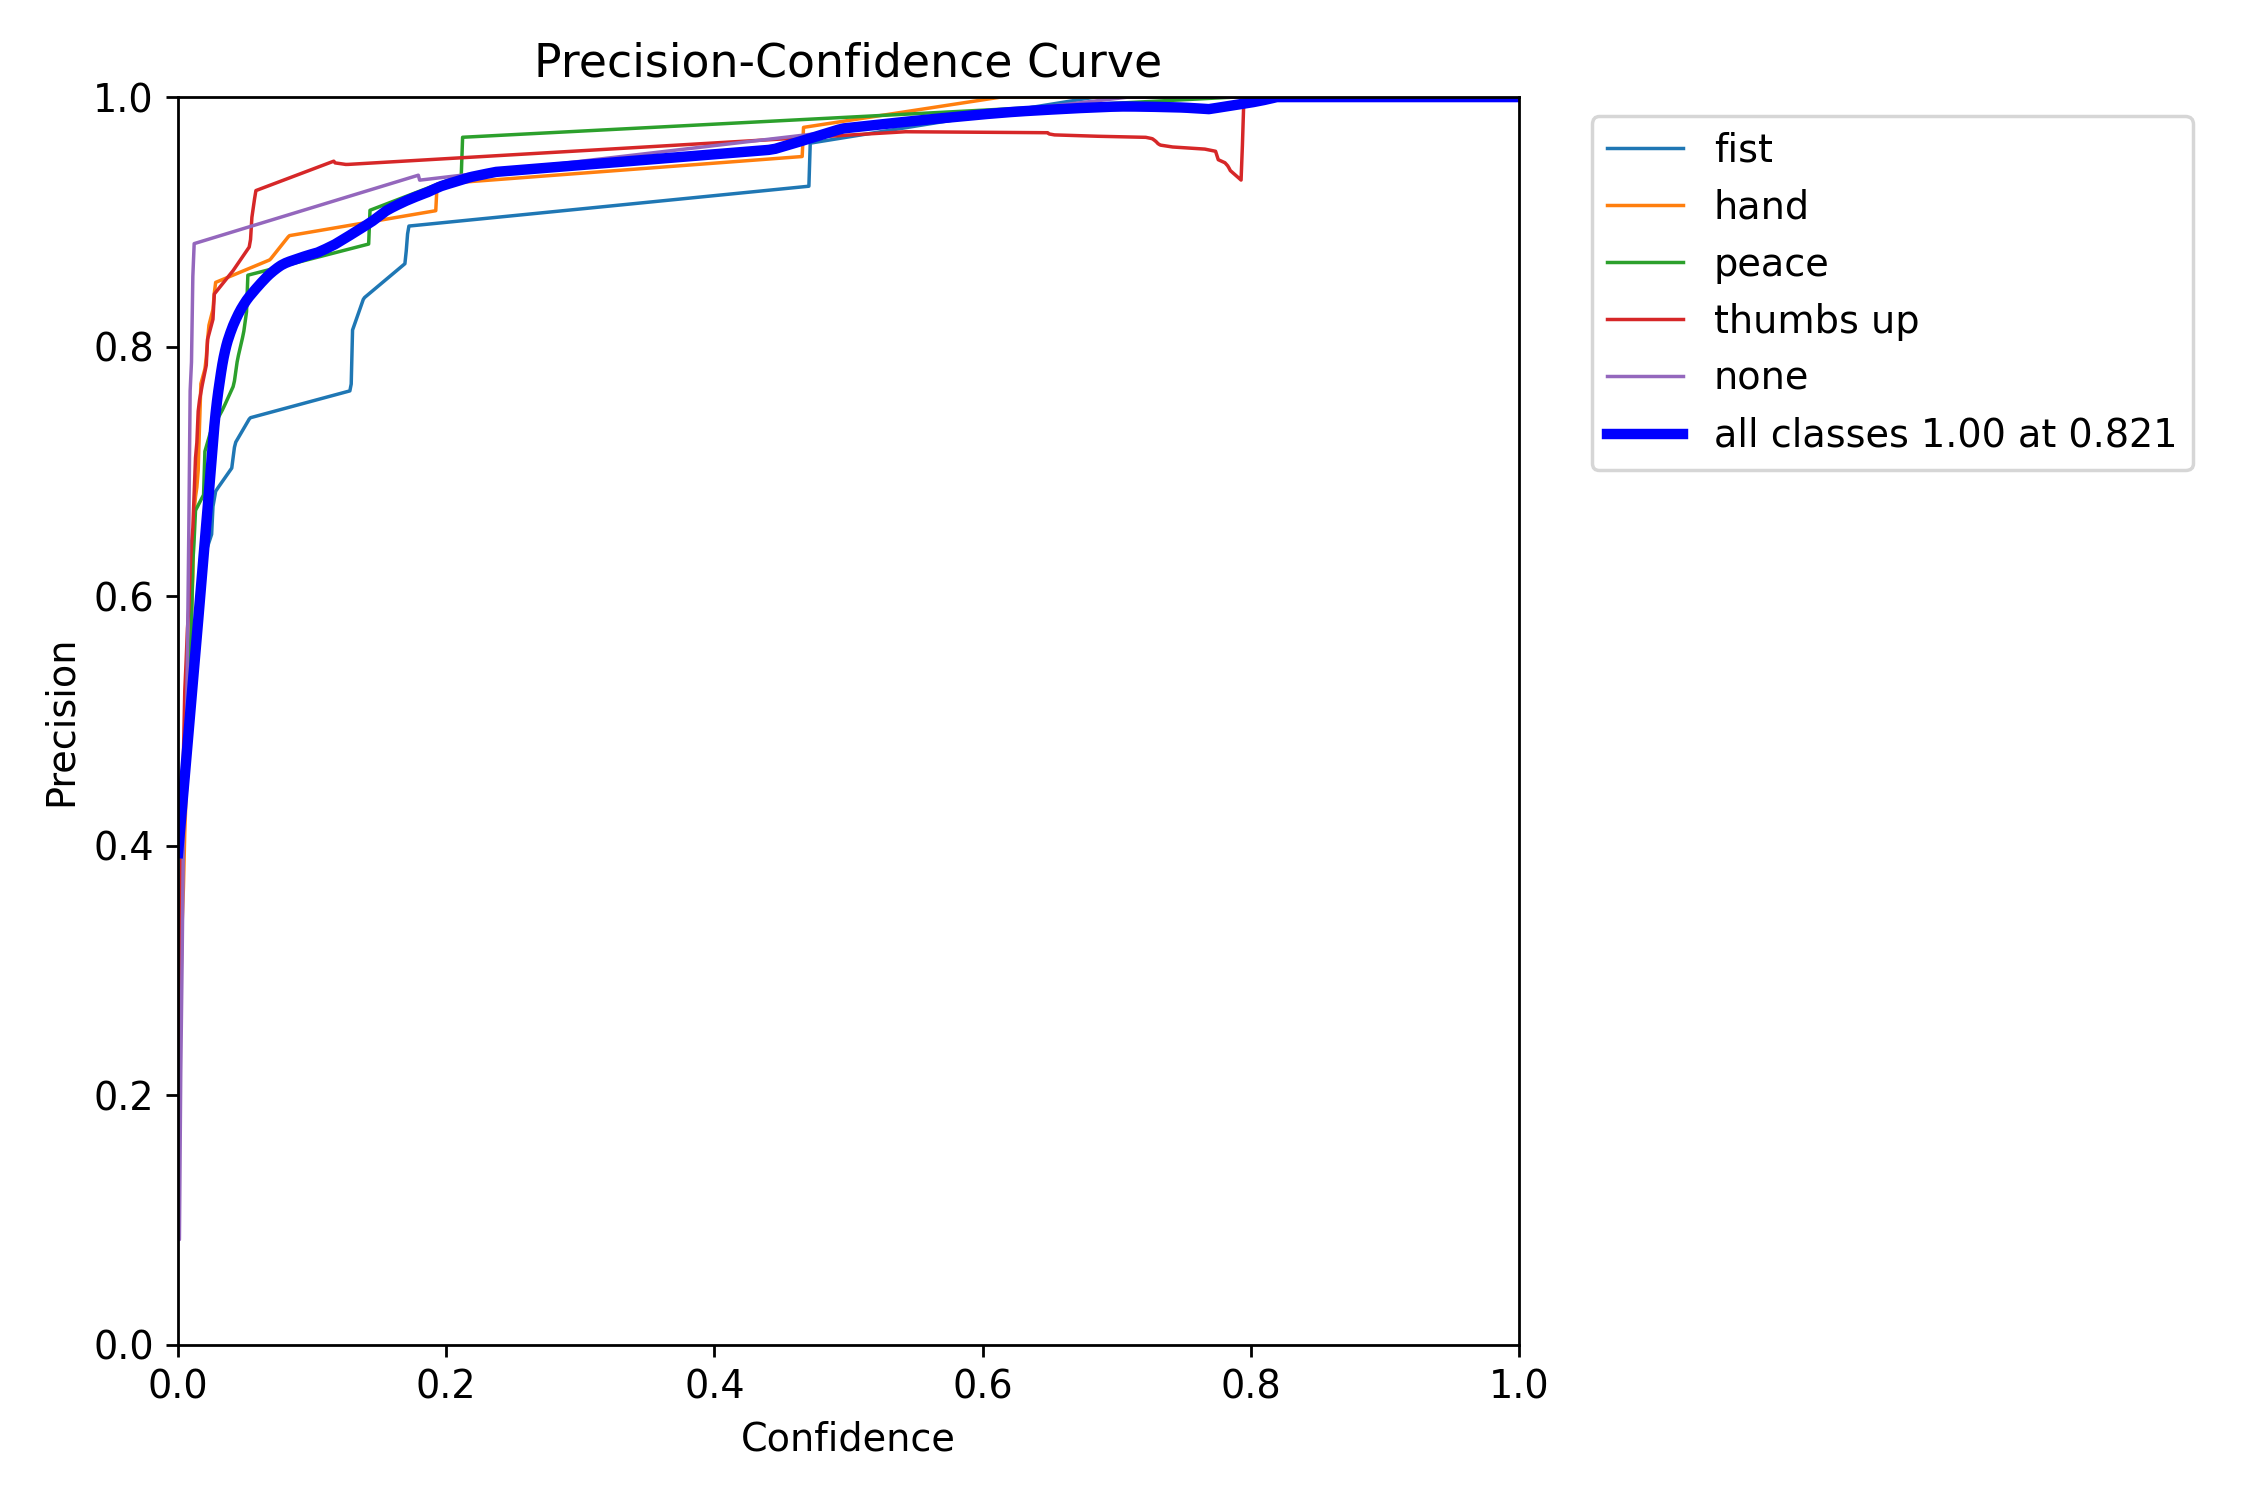 Precision-Confidence Curve
1.0
0.8
0.6
0.4
0.2
0.0
Precision
0.0 0.2 0.4 0.6 0.8 1.0
Confidence
fist
hand
peace
thumbs up
none
all classes 1.00 at 0.821